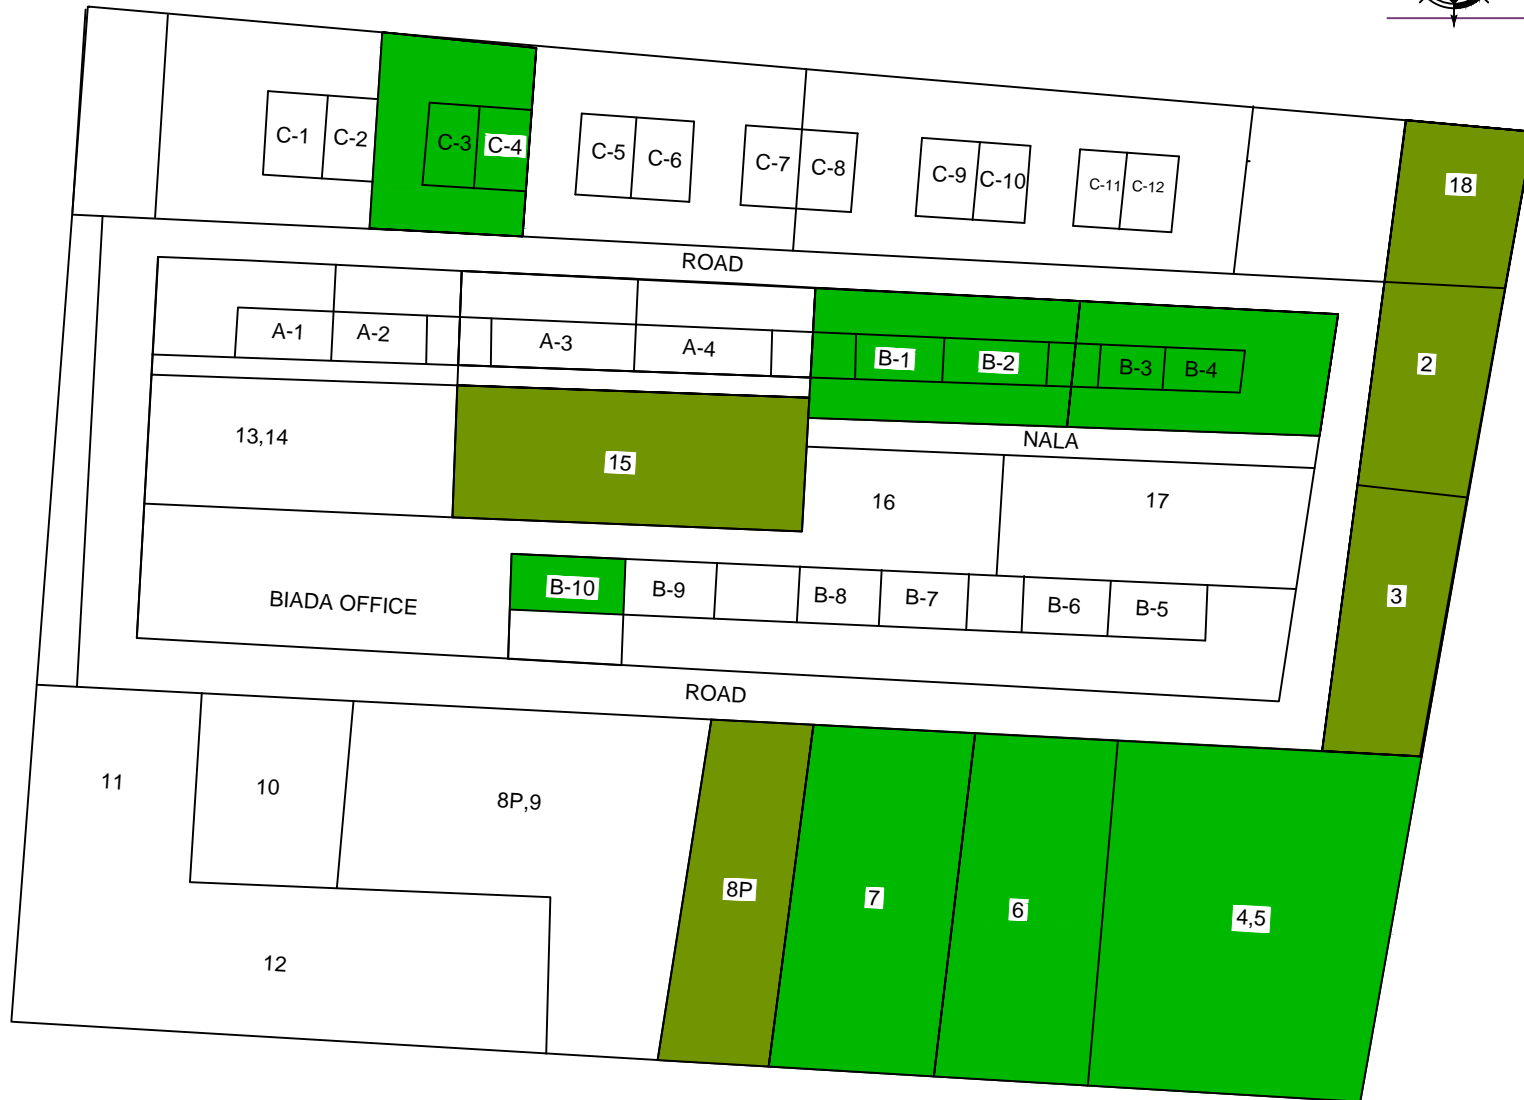 C-1
C-2
C-3
C-4
C-5
C-6
C-7
C-8
C-9
C-10
C-11
C-12
18
ROAD
A-1
A-2
A-3
A-4
B-1
B-2
B-3
B-4
2
NALA
13,14
15
16
17
BIADA OFFICE
B-10
B-9
B-8
B-7
B-6
B-5
3
ROAD
11
10
8P,9
8P
7
6
4,5
12